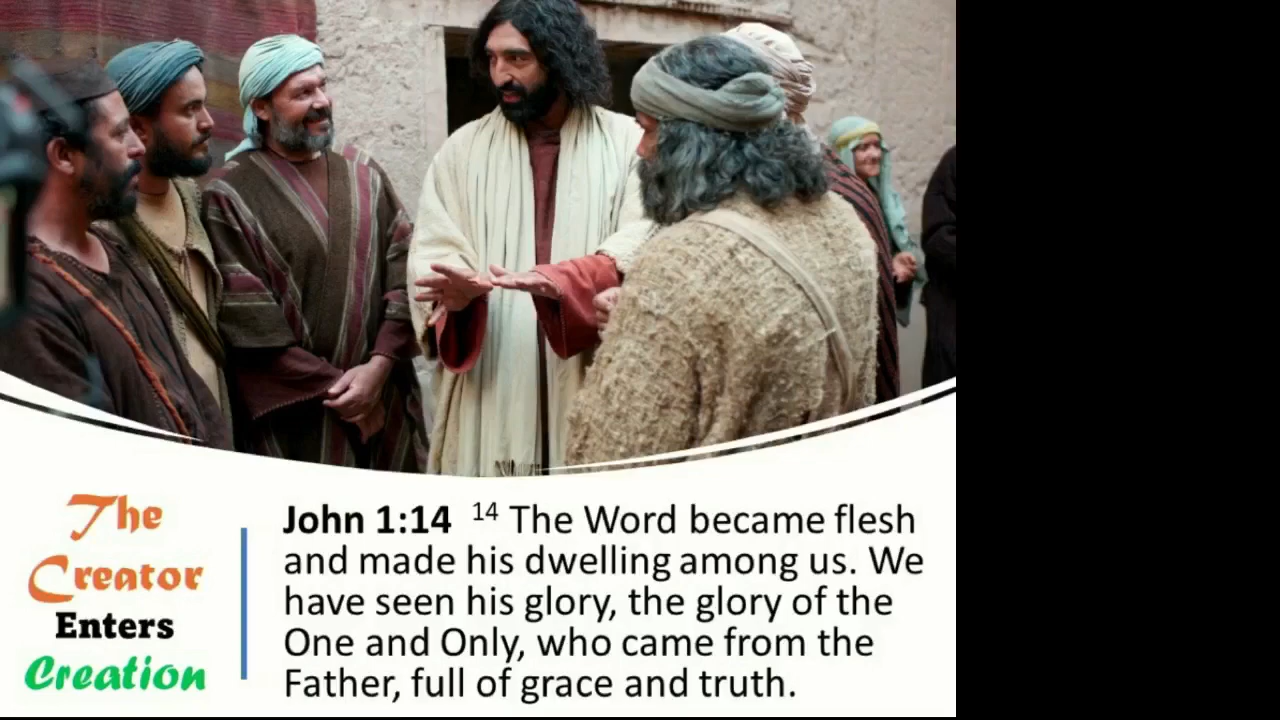 The
Creator
Enters
Creation
John 1:14 14 The Word became flesh
and made his dwelling among us. We
have seen his glory, the glory of the
One and Only, who came from the
Father, full of grace and truth.